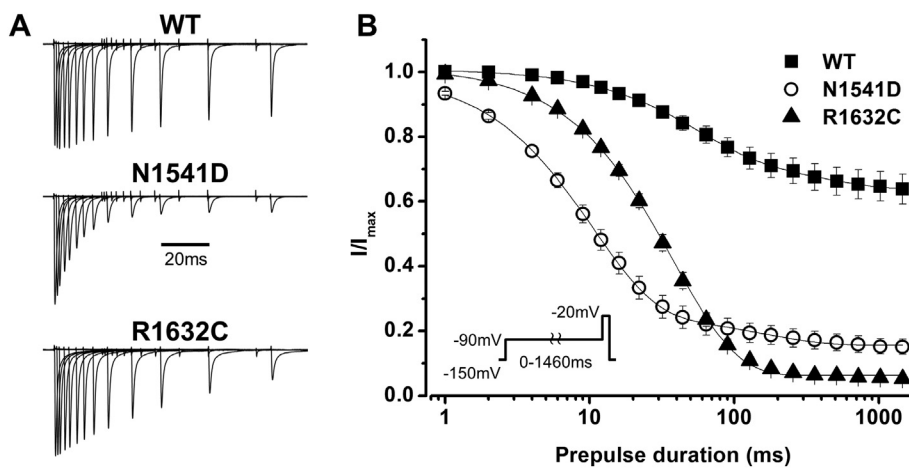 A
WT
N1541D
20ms
R1632C
B
WT
N1541D
R1632C
I/Imax
1.0
0.8
0.6
0.4
0.2
0.0
-20mV
-90mV
0-1460ms
-150mV
1 10 100 1000
Prepulse duration (ms)